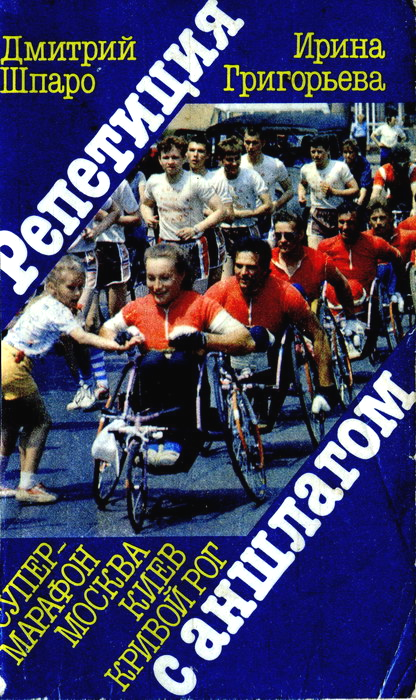 Дмитрий
Шпаро
Ирина
Григорьева
Репетиция
с аншлагом
СУПЕР-
МАРАФОН
МОСКВА
КИЕВ
КРИВОЙ РОГ